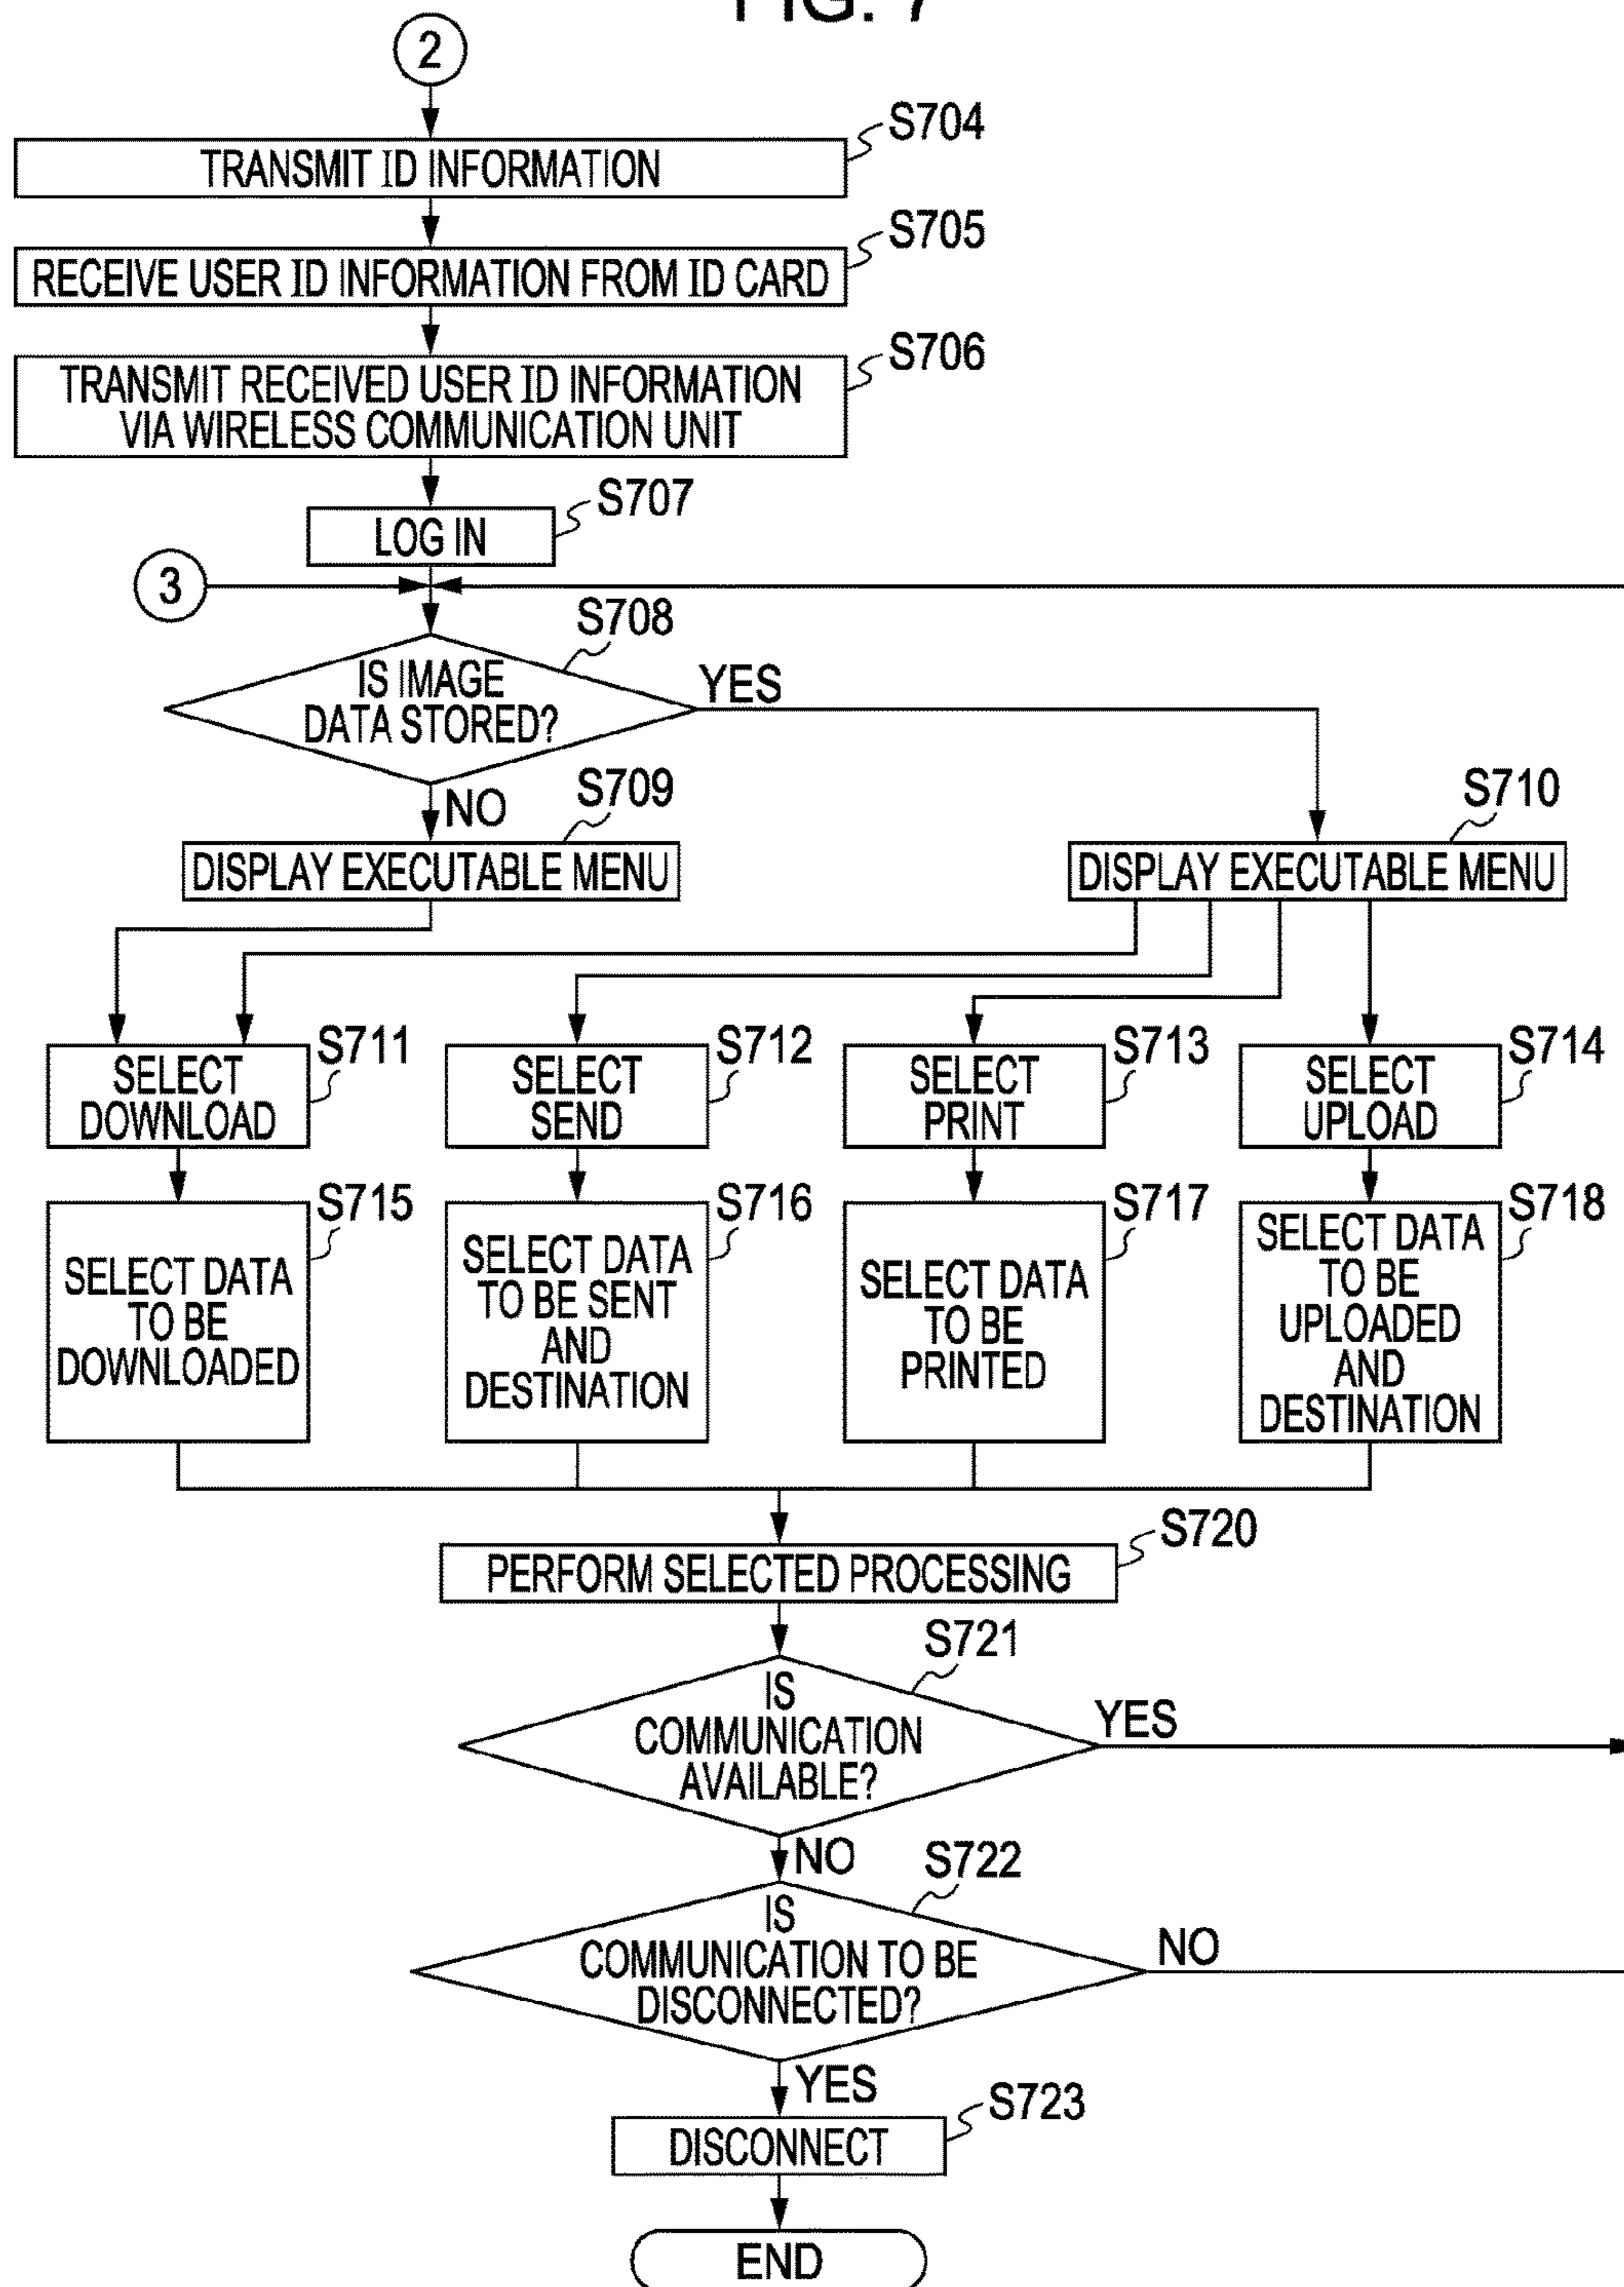 FIG. 7
2
S704
TRANSMIT ID INFORMATION
S705
RECEIVE USER ID INFORMATION FROM ID CARD
S706
TRANSMIT RECEIVED USER ID INFORMATION
VIA WIRELESS COMMUNICATION UNIT
S707
LOG IN
3
S708
IS IMAGE
DATA STORED?
YES
NO
S709
DISPLAY EXECUTABLE MENU
S710
DISPLAY EXECUTABLE MENU
S711
SELECT
DOWNLOAD
S712
SELECT
SEND
S713
SELECT
PRINT
S714
SELECT
UPLOAD
S715
SELECT DATA
TO BE
DOWNLOADED
S716
SELECT DATA
TO BE SENT
AND
DESTINATION
S717
SELECT DATA
TO BE
PRINTED
S718
SELECT DATA
TO BE
UPLOADED
AND
DESTINATION
S720
PERFORM SELECTED PROCESSING
S721
IS
COMMUNICATION
AVAILABLE?
YES
NO
S722
IS
COMMUNICATION TO BE
DISCONNECTED?
NO
YES
S723
DISCONNECT
END